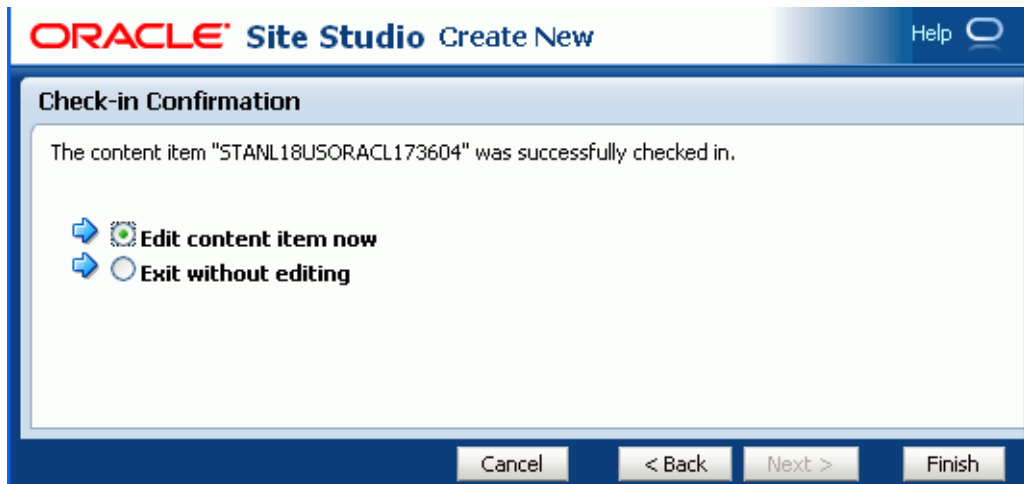 ORACLE Site Studio Create New Help
Check-in Confirmation
The content item "STANL18USORACL173604" was successfully checked in.
Edit content item now
Exit without editing
Cancel < Back Next > Finish